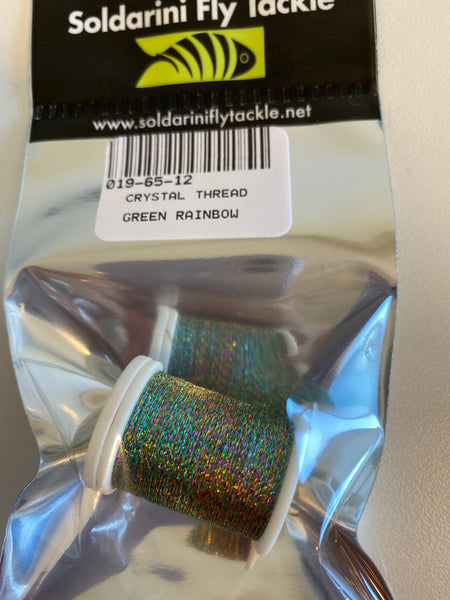 Soldarini Fly Tackle
www.soldariniflytackle.net
019-65-12
CRYSTAL THREAD
GREEN RAINBOW